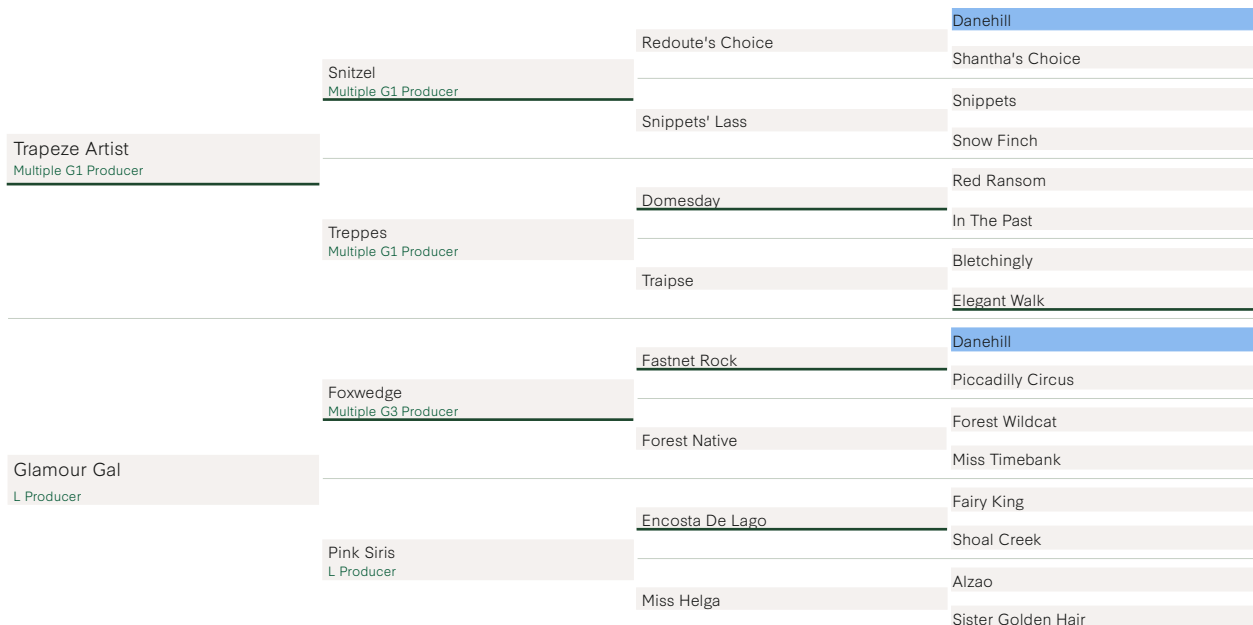 Trapeze Artist
Multiple G1 Producer
Glamour Gal
L Producer
Snitzel
Multiple G1 Producer
Treppes
Multiple G1 Producer
Foxwedge
Multiple G3 Producer
Pink Siris
L Producer
Redoute's Choice
Snippets' Lass
Domesday
Traipse
Fastnet Rock
Forest Native
Encosta De Lago
Miss Helga
Danehill
Shantha's Choice
Snippets
Snow Finch
Red Ransom
In The Past
Bletchingly
Elegant Walk
Danehill
Piccadilly Circus
Forest Wildcat
Miss Timebank
Fairy King
Shoal Creek
Alzao
Sister Golden Hair